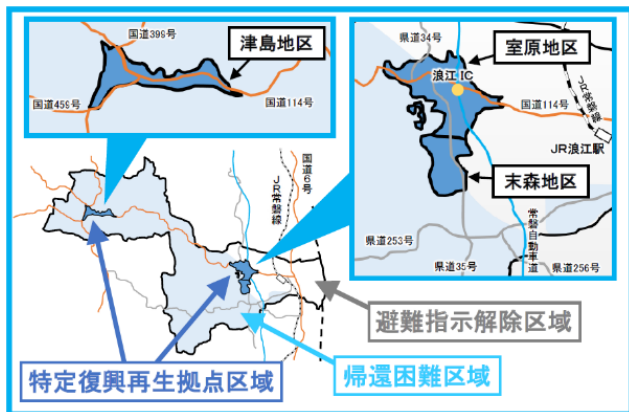 国道399号
津島地区
国道459号
国道114号
県道34号
室原地区
浪江 IC
国道114号
JR常磐線
JR浪江駅
末森地区
県道253号
県道35号
常磐自動車道
県道256号
国道6号
JR常磐線
避難指示解除区域
特定復興再生拠点区域
帰還困難区域